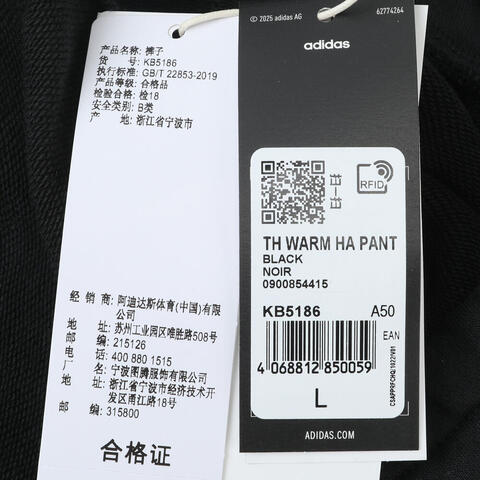 产品名称: 裤子
货 号: KB5186
执行标准: GB/T 22853-2019
产品等级: 合格品
检验合格: 检18
安全类别: B类
产 地: 浙江省宁波市
经 销 商: 阿迪达斯体育(中国)有限
公司
地 址: 苏州工业园区唯胜路508号
邮 编: 215126
电 话: 400 880 1515
厂 名: 宁波图腾服饰有限公司
地 址: 浙江省宁波市经济技术开
发区甬江路18号
邮 编: 315800
合格证
© 2025 adidas AG
62774264
adidas
RFID
TH WARM HA PANT
BLACK
NOIR
0900854415
KB5186 A50
EAN
4 068812 850059
L
ADIDAS.COM